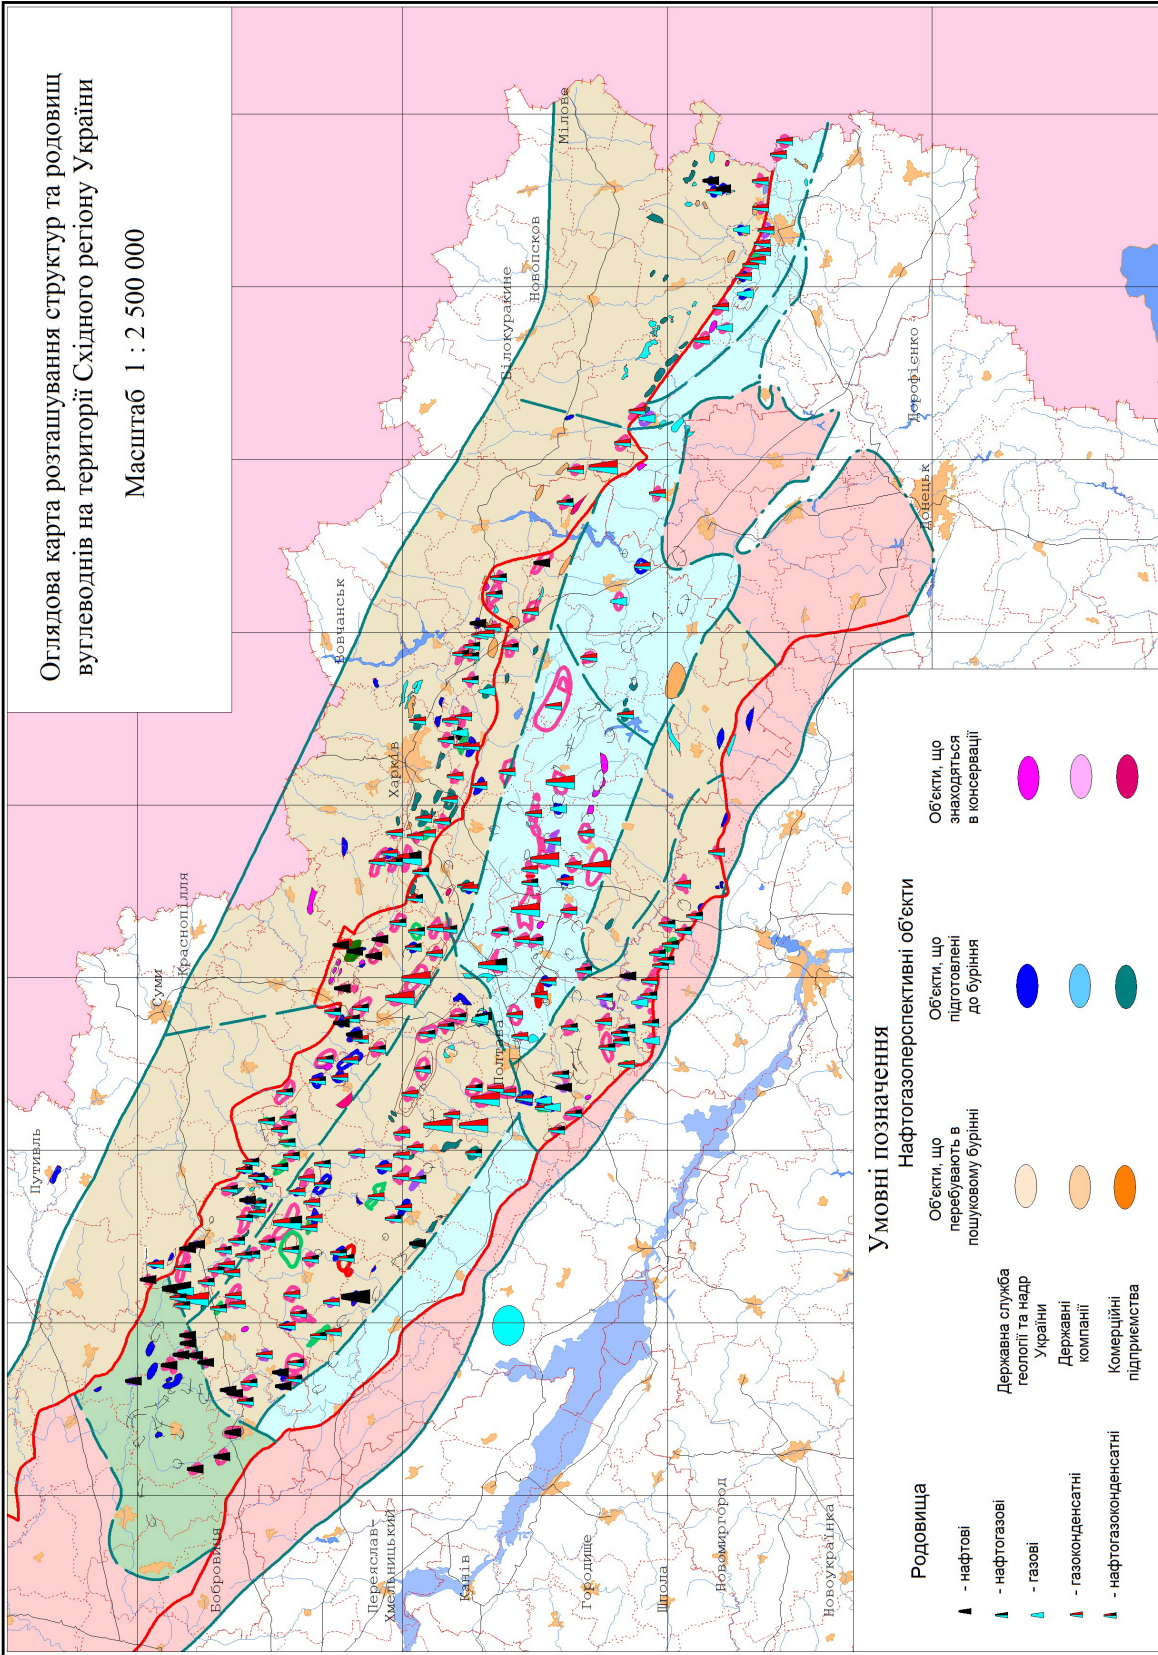 Оглядова карта розташування структур та родовищ
вуглеводнів на території Східного регіону України
Масштаб 1 : 2 500 000
Путивль
Суми
Краснопілля
Вовчанськ
Харків
Білокуракине
Новопсков
Мілове
Бобровиця
Переяслав-
Хмельницький
Канів
Городище
Шпола
Новомиргород
Новоукраїнка
Полтава
Донецьк
Дорофієнко
Умовні позначення
Родовища
- нафтові
- нафтогазові
- газові
- газоконденсатні
- нафтогазоконденсатні
Нафтогазоперспективні об'єкти
Об'єкти, що
перебувають в
пошуковому бурінні
Об'єкти, що
підготовлені
до буріння
Об'єкти, що
знаходяться
в консервації
Державна служба
геології та надр
України
Державні
компанії
Комерційні
підприємства